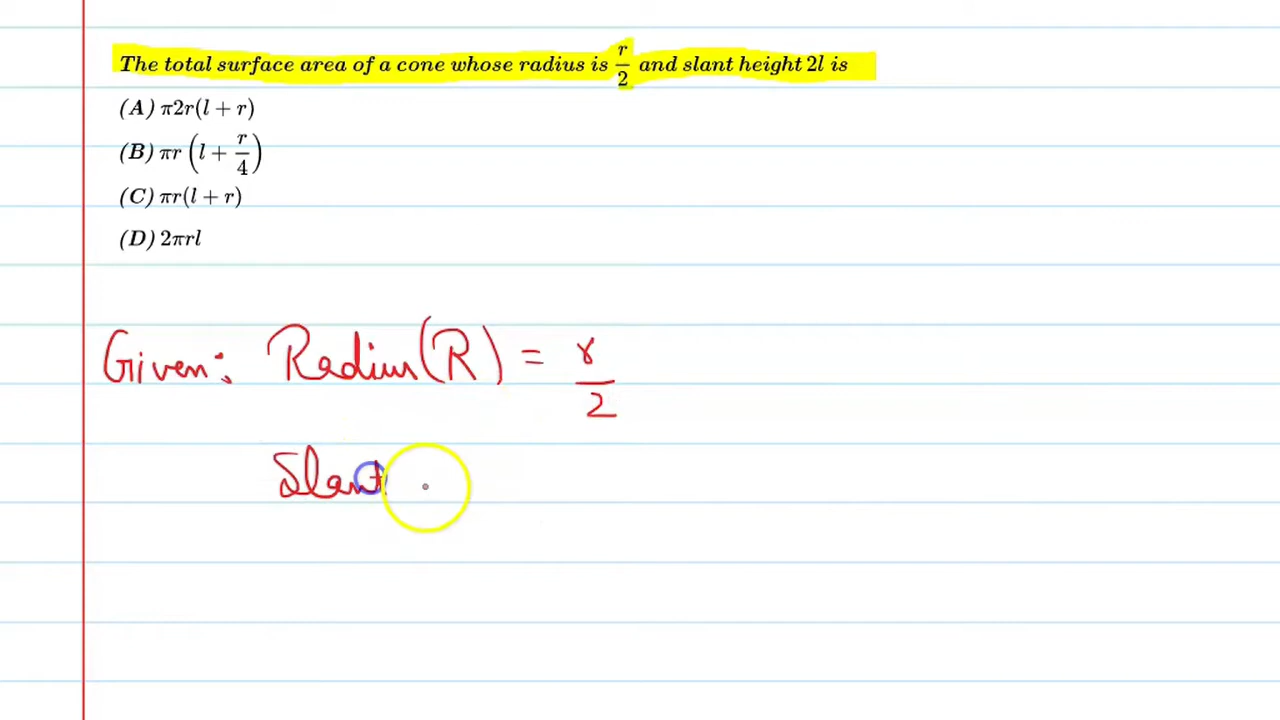 The total surface area of a cone whose radius is r/2 and slant height 2l is
(A) π2r(l + r)
(B) πr(l + r/4)
(C) πr(l + r)
(D) 2πrl
Given: Radius(R) = r/2
Slant